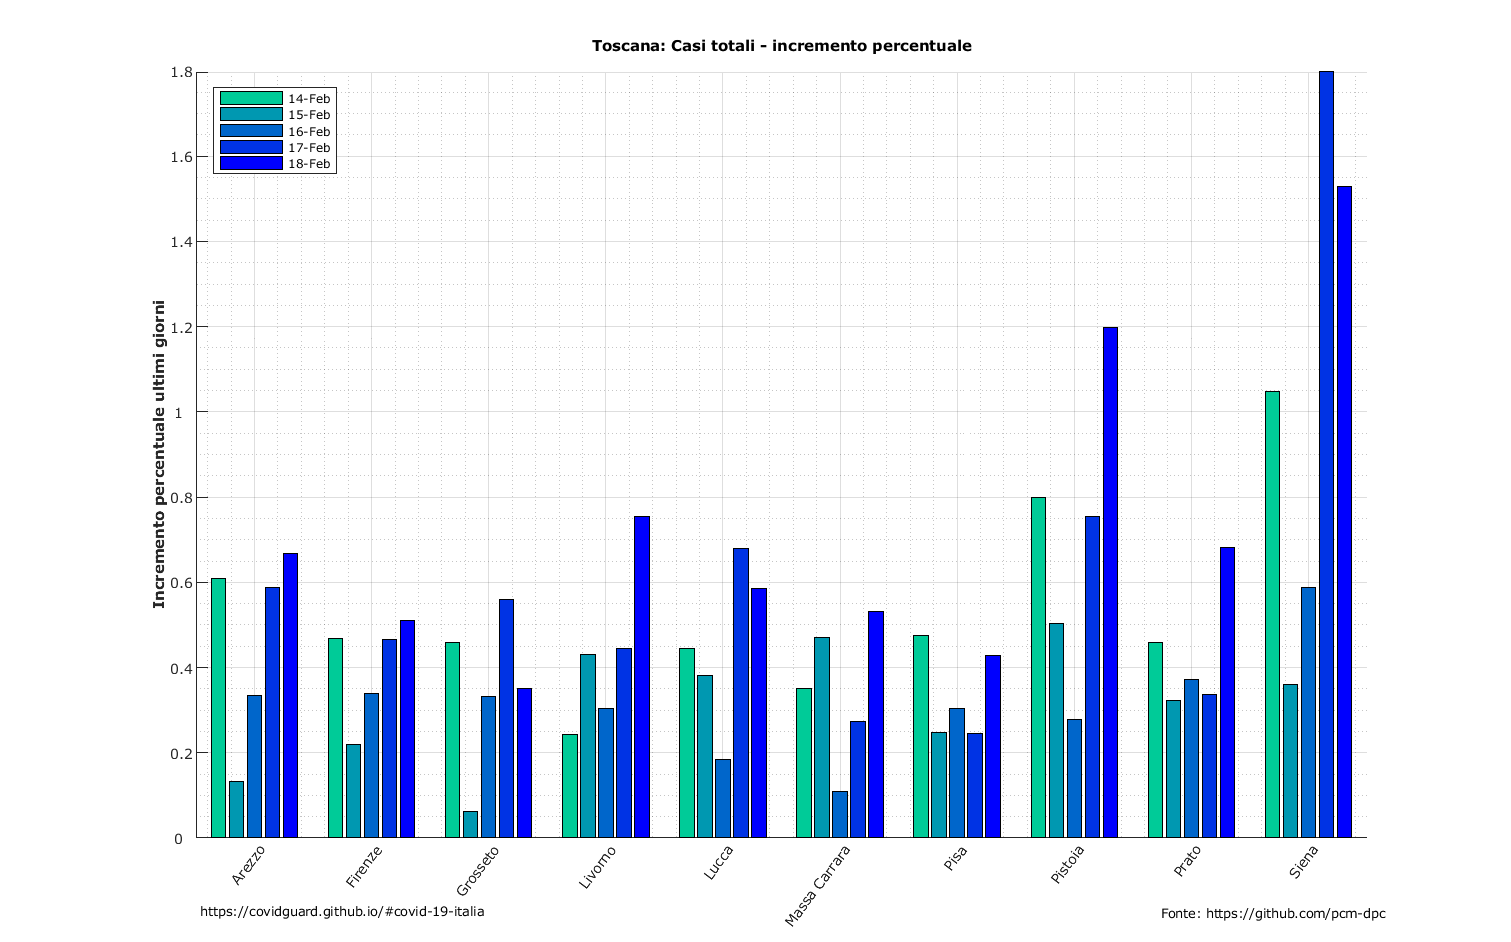 Toscana: Casi totali - incremento percentuale
Incremento percentuale ultimi giorni
1.8
1.6
1.4
1.2
1
0.8
0.6
0.4
0.2
0
14-Feb
15-Feb
16-Feb
17-Feb
18-Feb
Arezzo
Firenze
Grosseto
Livorno
Lucca
Massa Carrara
Pisa
Pistoia
Prato
Siena
https://covidguard.github.io/#covid-19-italia
Fonte: https://github.com/pcm-dpc